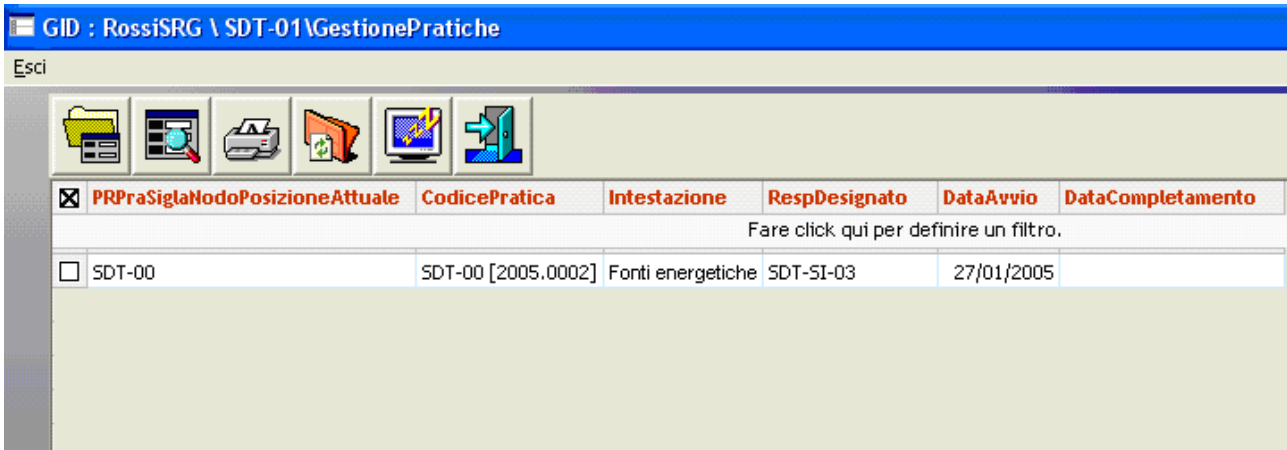 GID : RossiSRG \ SDT-01\GestionePratiche
Esci
PRPraSiglaNodoPosizioneAttuale CodicePratica Intestazione RespDesignato DataAvvio DataCompletamento
Fare click qui per definire un filtro.
SDT-00 SDT-00 [2005.0002] Fonti energetiche SDT-SI-03 27/01/2005